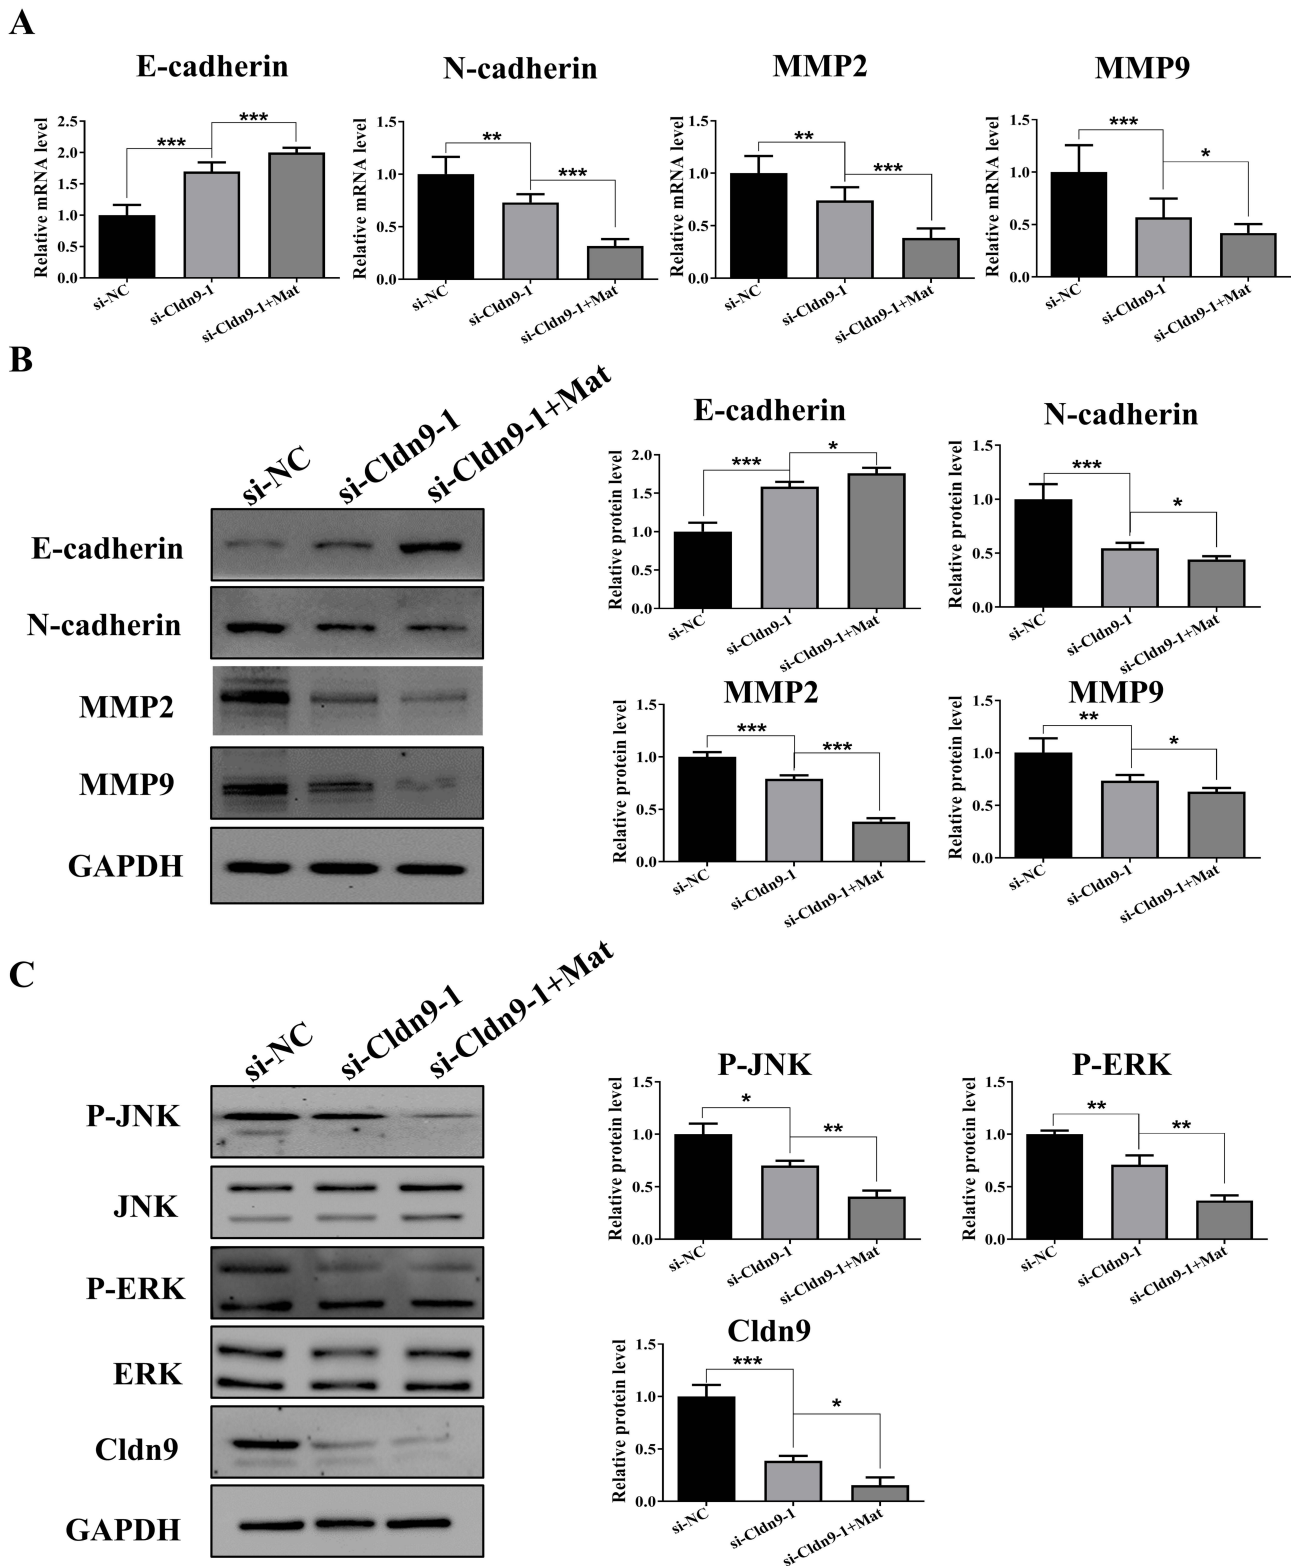 A
E-cadherin
N-cadherin
MMP2
MMP9
Relative mRNA level
2.5
2.0
1.5
1.0
0.5
0.0
***
***
si-NC
si-Cldn9-1
si-Cldn9-1+Mat
Relative mRNA level
1.5
1.0
0.5
0.0
**
***
si-NC
si-Cldn9-1
si-Cldn9-1+Mat
Relative mRNA level
1.5
1.0
0.5
0.0
**
***
si-NC
si-Cldn9-1
si-Cldn9-1+Mat
Relative mRNA level
1.5
1.0
0.5
0.0
***
*
si-NC
si-Cldn9-1
si-Cldn9-1+Mat
B
si-NC
si-Cldn9-1
si-Cldn9-1+Mat
E-cadherin
N-cadherin
MMP2
MMP9
GAPDH
E-cadherin
Relative protein level
2.0
1.5
1.0
0.5
0.0
***
*
si-NC
si-Cldn9-1
si-Cldn9-1+Mat
N-cadherin
Relative protein level
1.5
1.0
0.5
0.0
***
*
si-NC
si-Cldn9-1
si-Cldn9-1+Mat
MMP2
Relative protein level
1.5
1.0
0.5
0.0
***
***
si-NC
si-Cldn9-1
si-Cldn9-1+Mat
MMP9
Relative protein level
1.5
1.0
0.5
0.0
**
*
si-NC
si-Cldn9-1
si-Cldn9-1+Mat
C
si-NC
si-Cldn9-1
si-Cldn9-1+Mat
P-JNK
JNK
P-ERK
ERK
Cldn9
GAPDH
P-JNK
Relative protein level
1.5
1.0
0.5
0.0
*
**
si-NC
si-Cldn9-1
si-Cldn9-1+Mat
P-ERK
Relative protein level
1.5
1.0
0.5
0.0
**
**
si-NC
si-Cldn9-1
si-Cldn9-1+Mat
Cldn9
Relative protein level
1.5
1.0
0.5
0.0
***
*
si-NC
si-Cldn9-1
si-Cldn9-1+Mat